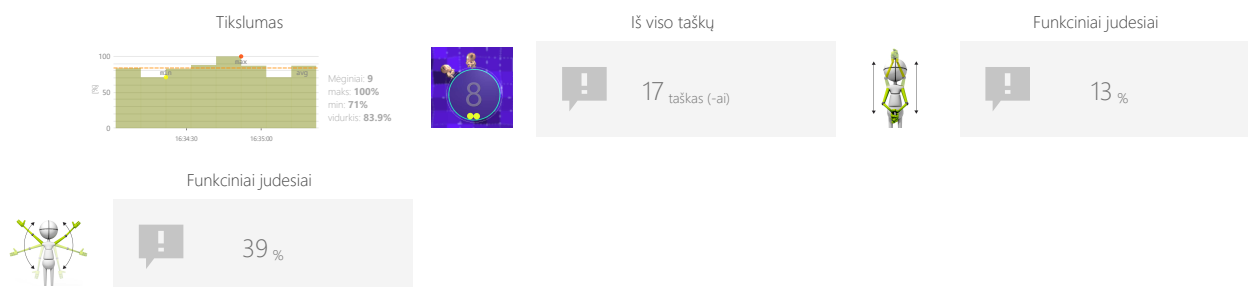 Tikslumas
100
50
0
[%]
min
max
avg
16:34:30
16:35:00
Mėginiai: 9
maks: 100%
min: 71%
vidurkis: 83.9%
Iš viso taškų
8
17 taškas (-ai)
Funkciniai judesiai
13 %
Funkciniai judesiai
39 %